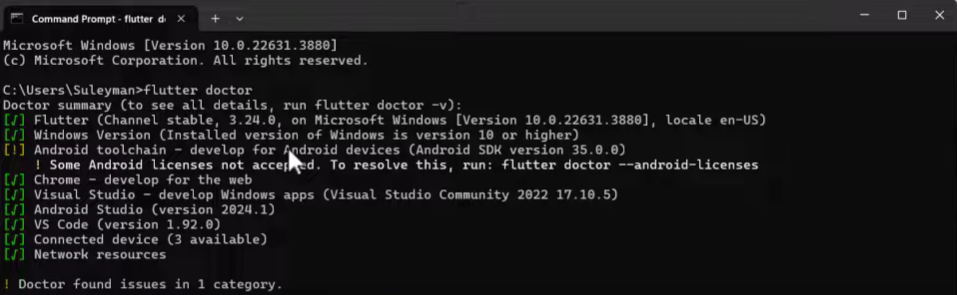 Command Prompt - flutter d
Microsoft Windows [Version 10.0.22631.3880]
(c) Microsoft Corporation. All rights reserved.
C:\Users\Suleyman>flutter doctor
Doctor summary (to see all details, run flutter doctor -v):
[√] Flutter (Channel stable, 3.24.0, on Microsoft Windows [Version 10.0.22631.3880], locale en-US)
[√] Windows Version (Installed version of Windows is version 10 or higher)
[!] Android toolchain - develop for Android devices (Android SDK version 35.0.0)
! Some Android licenses not accepted. To resolve this, run: flutter doctor --android-licenses
[√] Chrome - develop for the web
[√] Visual Studio - develop Windows apps (Visual Studio Community 2022 17.10.5)
[√] Android Studio (version 2024.1)
[√] VS Code (version 1.92.0)
[√] Connected device (3 available)
[√] Network resources
! Doctor found issues in 1 category.